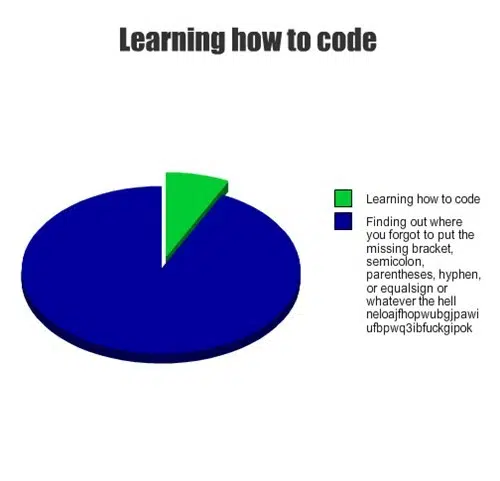 Learning how to code
Learning how to code
Finding out where
you forgot to put the
missing bracket,
semicolon,
parentheses, hyphen,
or equalsign or
whatever the hell
neloajfhopwubgjpawi
ufbpwq3ibfuckgipok